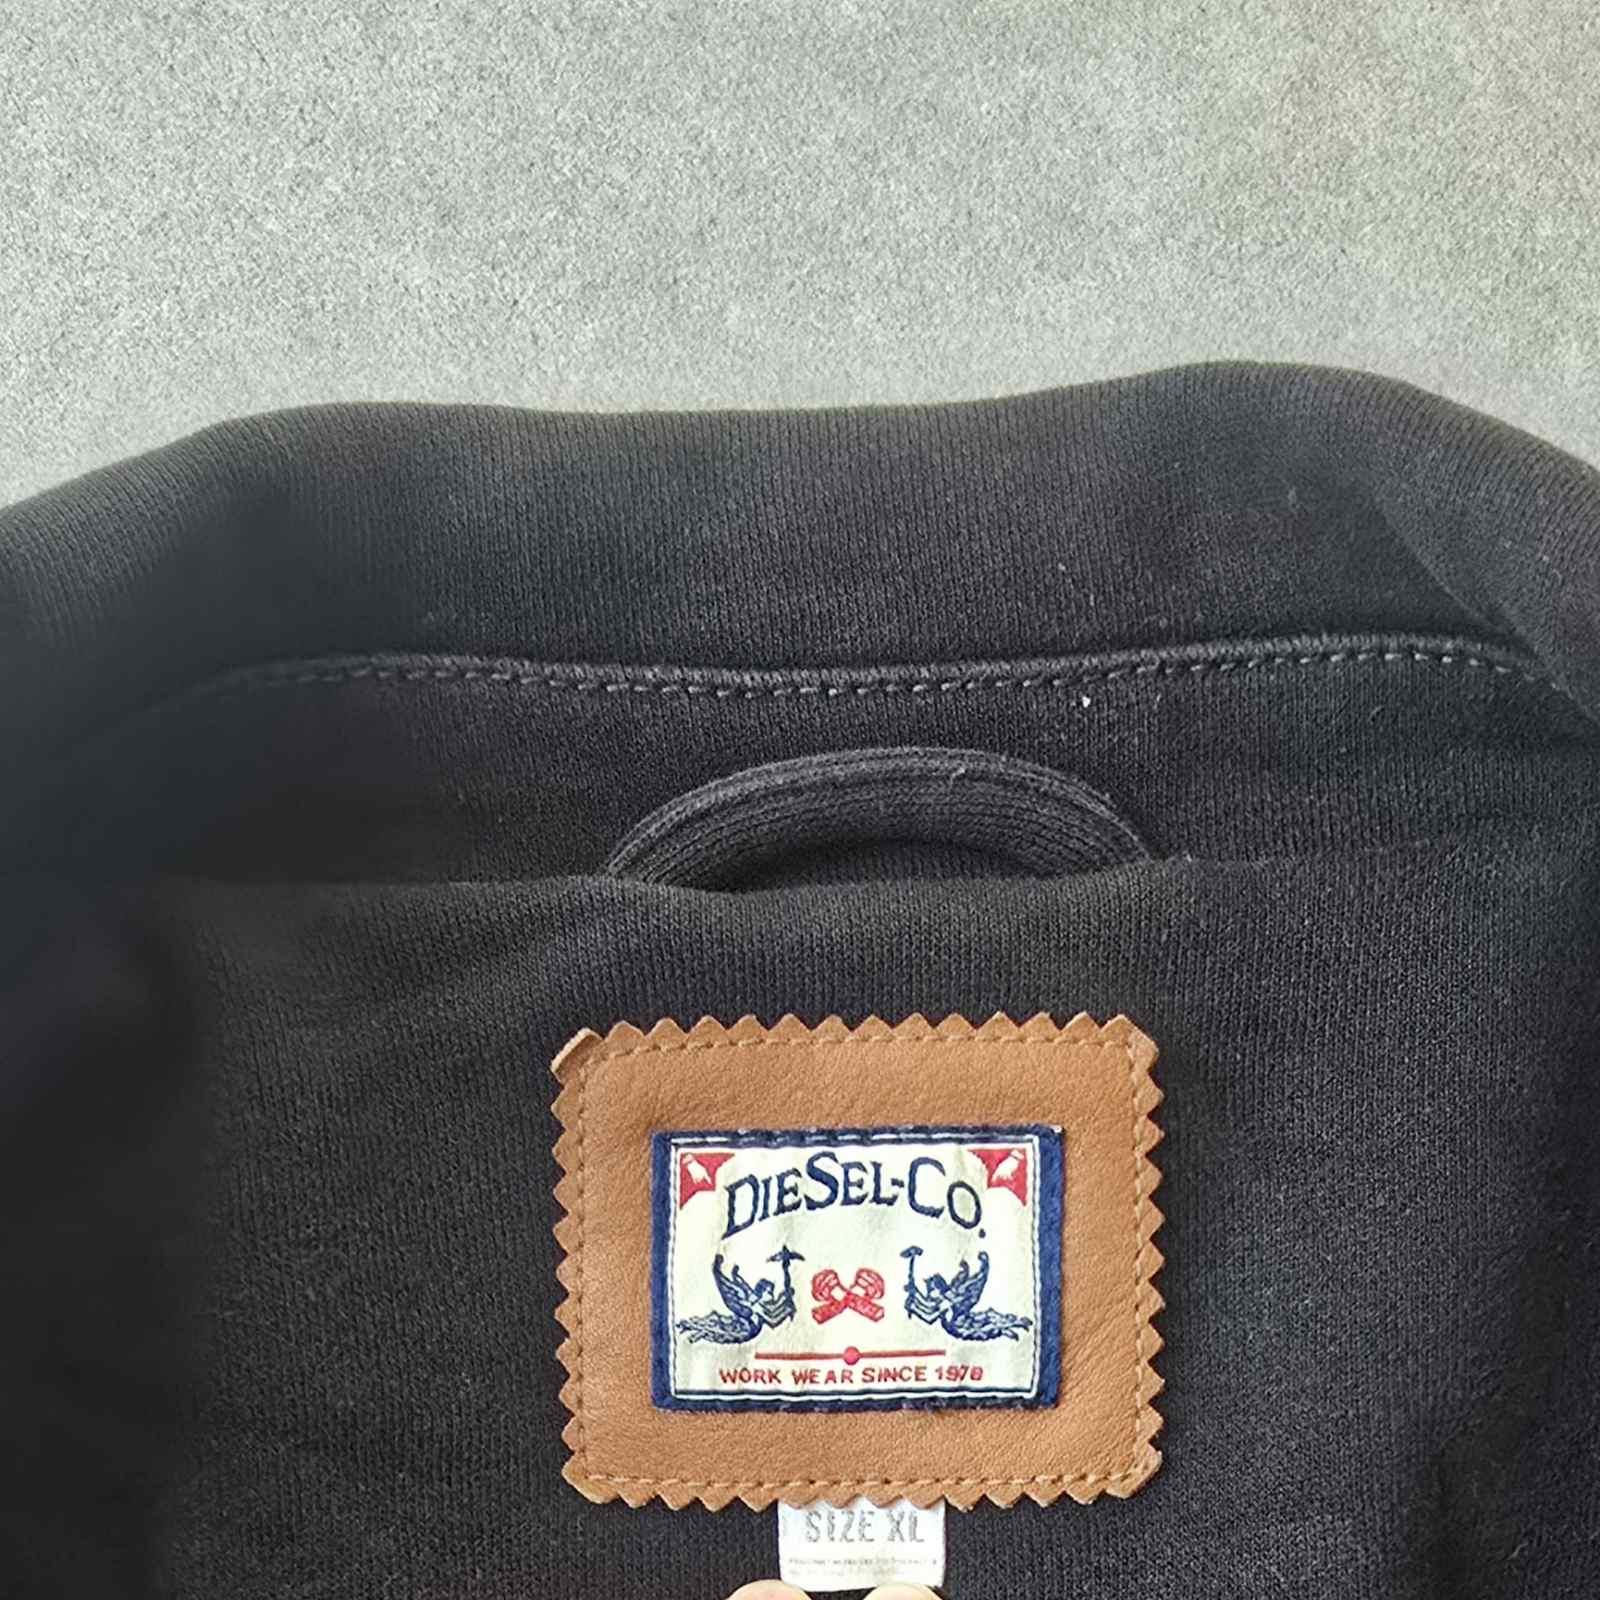 DIESEL-CO.
WORK WEAR SINCE 1978
SIZE XL